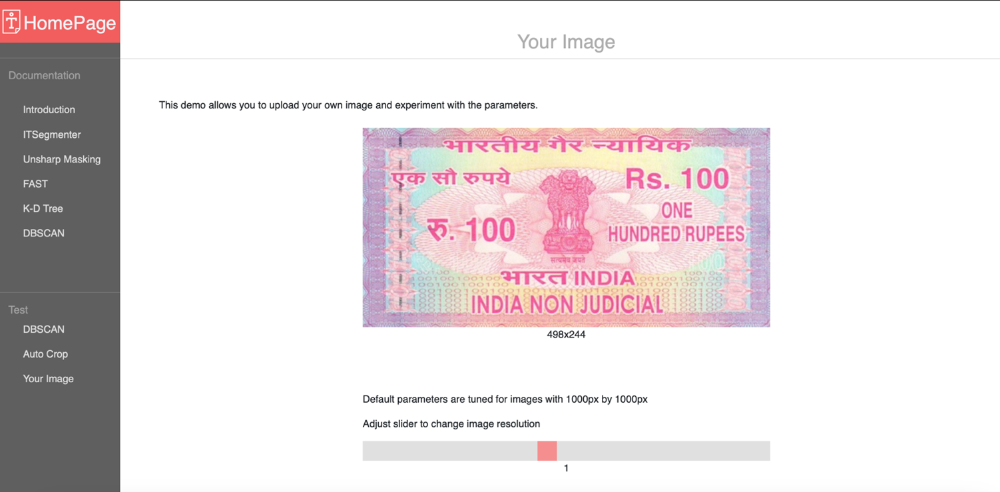 HomePage
Your Image
Documentation
Introduction
ITSegmenter
Unsharp Masking
FAST
K-D Tree
DBSCAN
Test
DBSCAN
Auto Crop
Your Image
This demo allows you to upload your own image and experiment with the parameters.
भारतीय गैर न्यायिक
एक सौ रुपये
Rs. 100
रु. 100
ONE
HUNDRED RUPEES
सत्यमेव जयते
भारत INDIA
INDIA NON JUDICIAL
498x244
Default parameters are tuned for images with 1000px by 1000px
Adjust slider to change image resolution
1